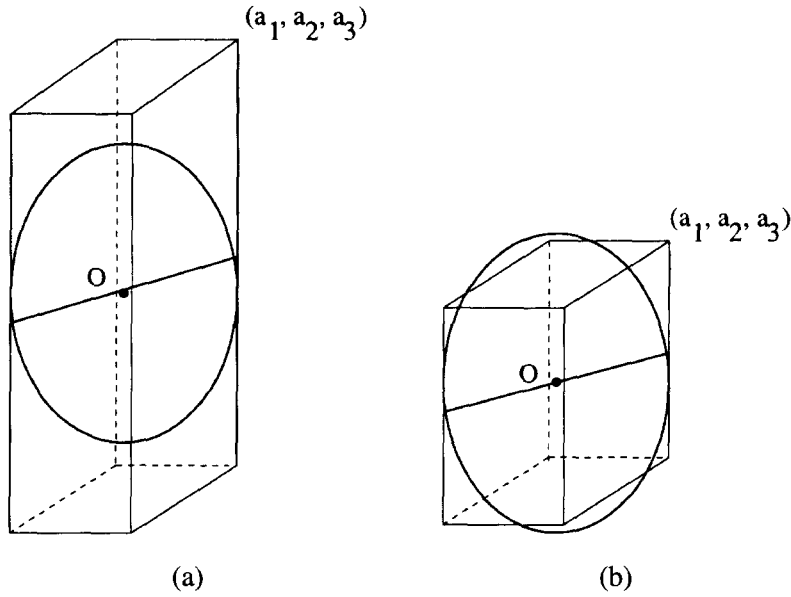 (a₁, a₂, a₃)
O
(a)
(a₁, a₂, a₃)
O
(b)